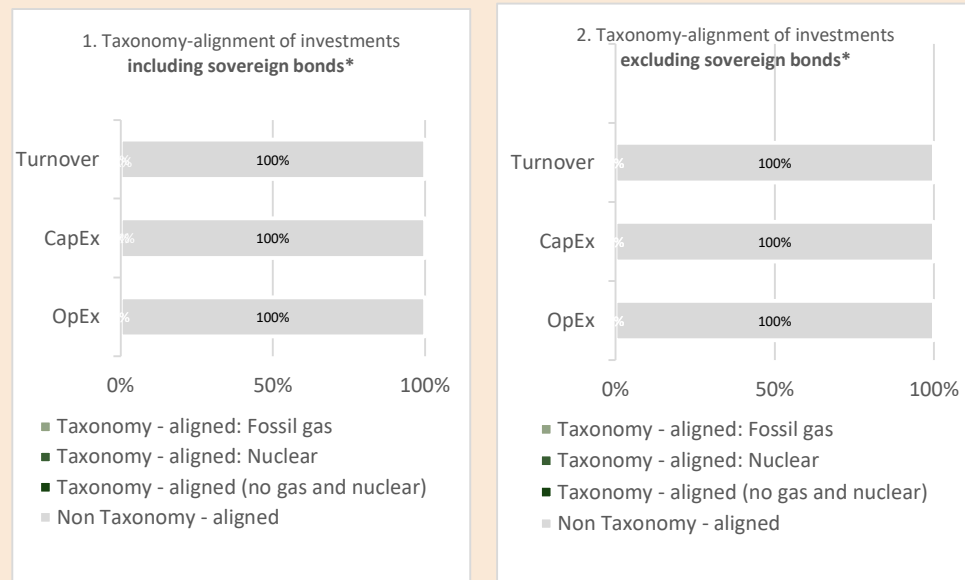 1. Taxonomy-alignment of investments
including sovereign bonds*
Turnover
100%
CapEx
100%
OpEx
100%
0% 50% 100%
Taxonomy - aligned: Fossil gas
Taxonomy - aligned: Nuclear
Taxonomy - aligned (no gas and nuclear)
Non Taxonomy - aligned
2. Taxonomy-alignment of investments
excluding sovereign bonds*
Turnover
100%
CapEx
100%
OpEx
100%
0% 50% 100%
Taxonomy - aligned: Fossil gas
Taxonomy - aligned: Nuclear
Taxonomy - aligned (no gas and nuclear)
Non Taxonomy - aligned